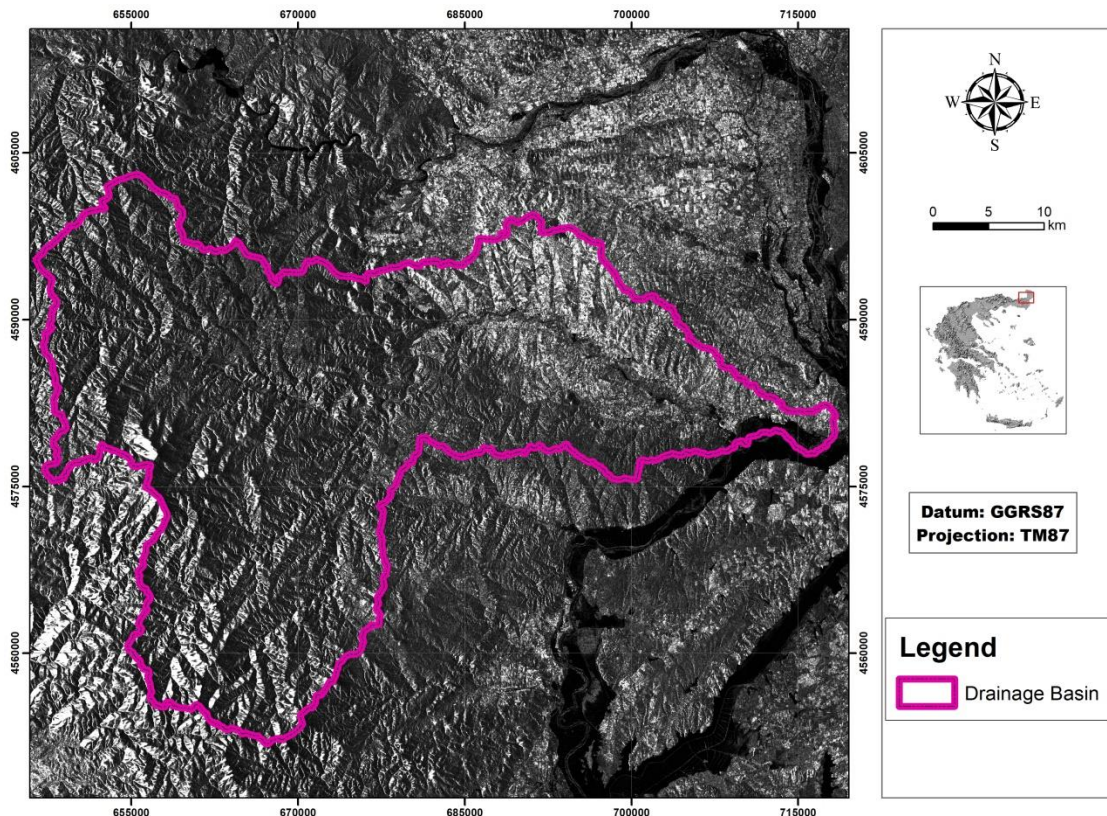 655000 670000 685000 700000 715000
4605000 4605000
4590000 4590000
4575000 4575000
4560000 4560000
655000 670000 685000 700000 715000
N
W E
S
0 5 10
km
Datum: GGRS87
Projection: TM87
Legend
Drainage Basin